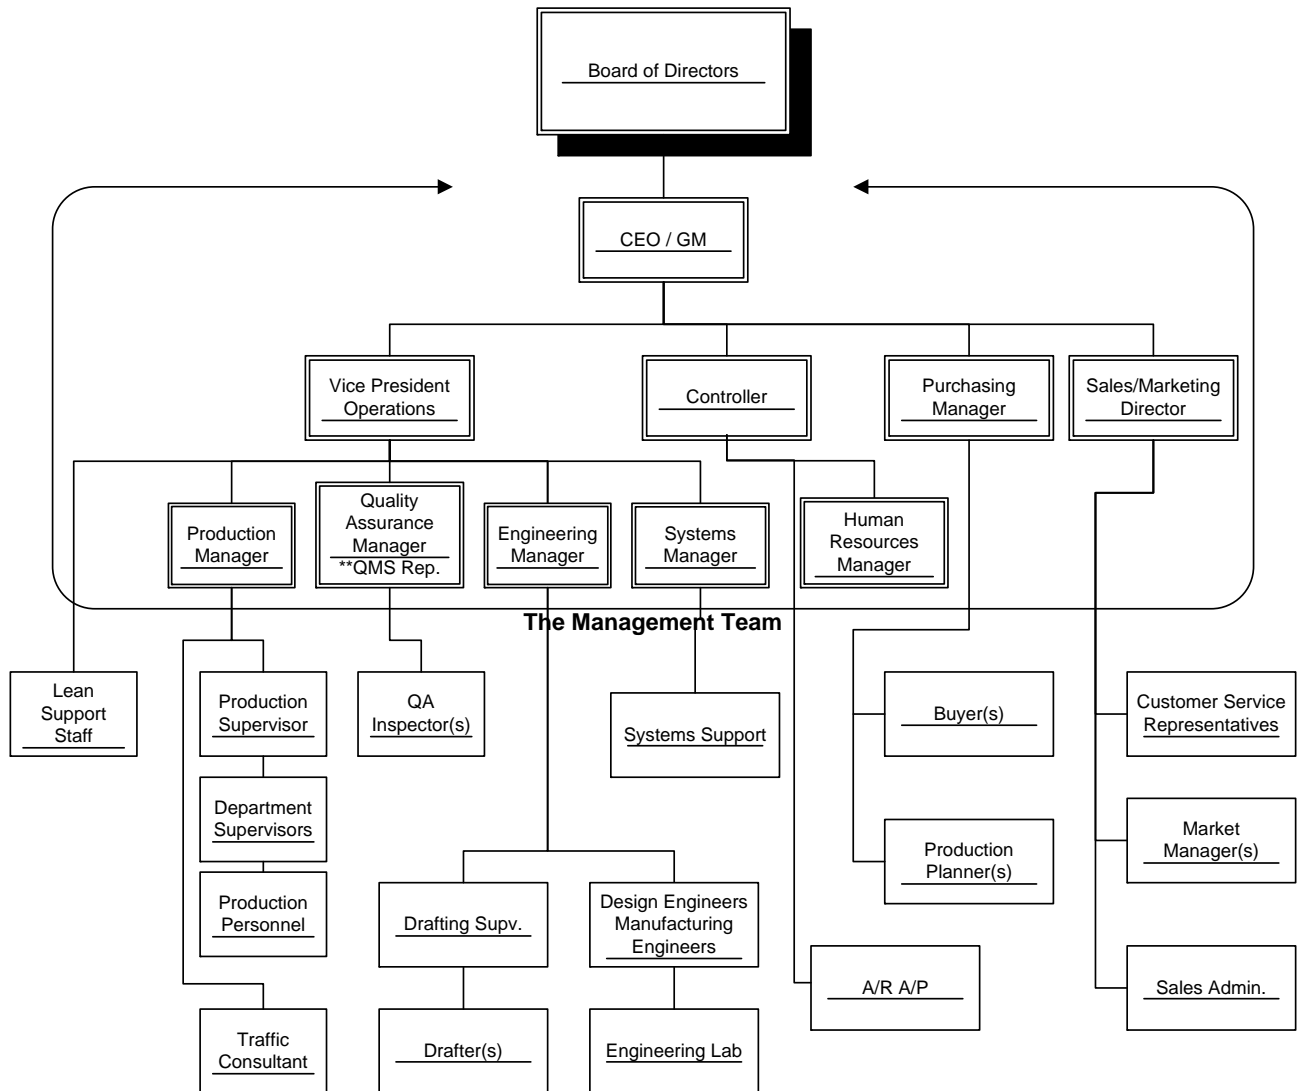 Board of Directors
CEO / GM
Vice President
Operations
Controller
Purchasing
Manager
Sales/Marketing
Director
Production
Manager
Quality
Assurance
Manager
**QMS Rep.
Engineering
Manager
Systems
Manager
Human
Resources
Manager
The Management Team
Lean
Support
Staff
Production
Supervisor
QA
Inspector(s)
Systems Support
Buyer(s)
Customer Service
Representatives
Department
Supervisors
Production
Planner(s)
Market
Manager(s)
Production
Personnel
Drafting Supv.
Design Engineers
Manufacturing
Engineers
A/R A/P
Sales Admin.
Traffic
Consultant
Drafter(s)
Engineering Lab